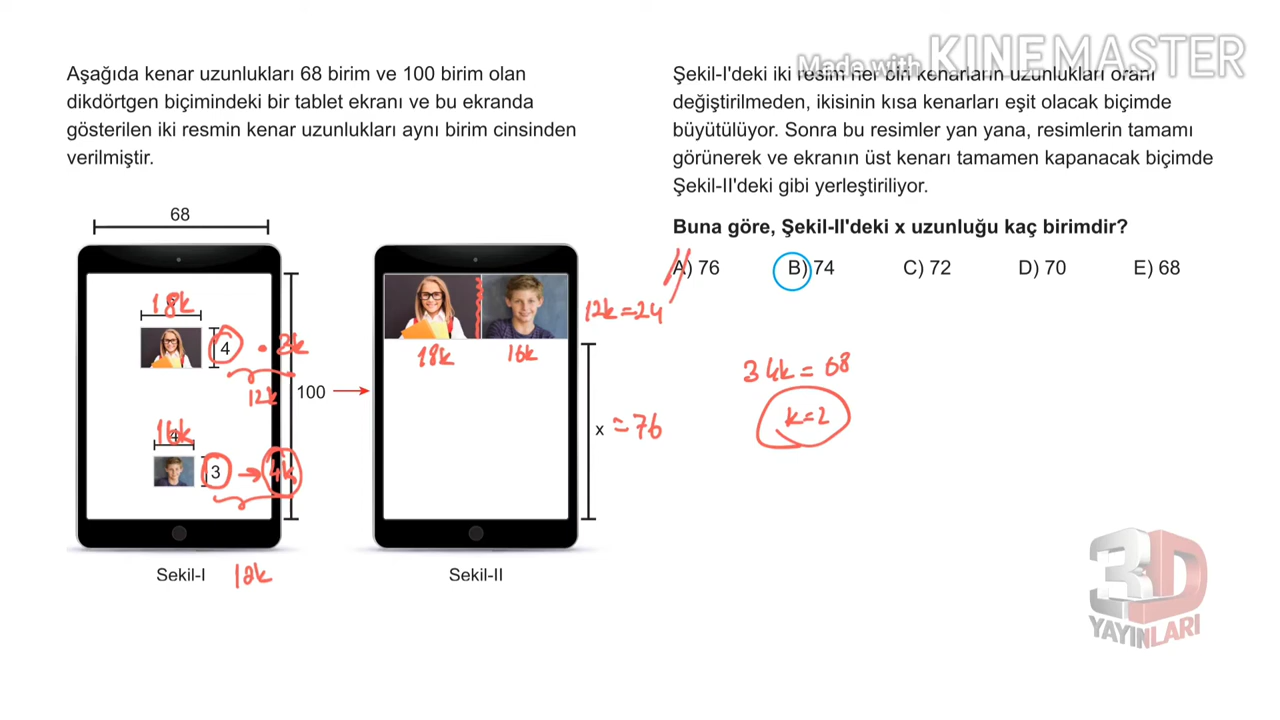 Aşağıda kenar uzunlukları 68 birim ve 100 birim olan
dikdörtgen biçimindeki bir tablet ekranı ve bu ekranda
gösterilen iki resmin kenar uzunlukları aynı birim cinsinden
verilmiştir.
68
18k
4 . 3k
12k
16k
3 → 4k
100
Sekil-I
12k
18k
16k
12k=24
x = 76
Sekil-II
Made with KINEMASTER
Şekil-I'deki iki resim her biri kenarların uzunlukları oranı
değiştirilmeden, ikisinin kısa kenarları eşit olacak biçimde
büyütülüyor. Sonra bu resimler yan yana, resimlerin tamamı
görünerek ve ekranın üst kenarı tamamen kapanacak biçimde
Şekil-II'deki gibi yerleştiriliyor.
Buna göre, Şekil-II'deki x uzunluğu kaç birimdir?
A) 76 B) 74 C) 72 D) 70 E) 68
34k = 68
k=2
3D
YAYINLARI